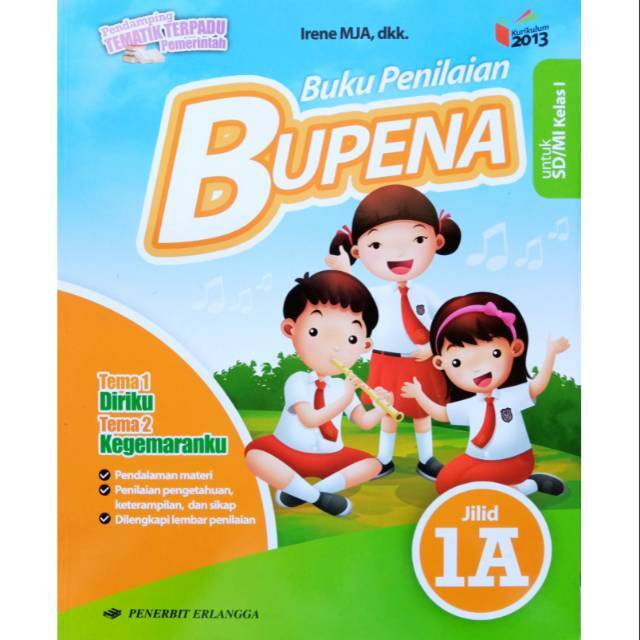 Pendamping
TEMATIK TERPADU
Pemerintah
Irene MJA, dkk.
Kurikulum
2013
Buku Penilaian
BUPENA
untuk
SD/MI Kelas I
Tema 1
Diriku
Tema 2
Kegemaranku
Pendalaman materi
Penilaian pengetahuan,
keterampilan, dan sikap
Dilengkapi lembar penilaian
Jilid
1A
PENERBIT ERLANGGA